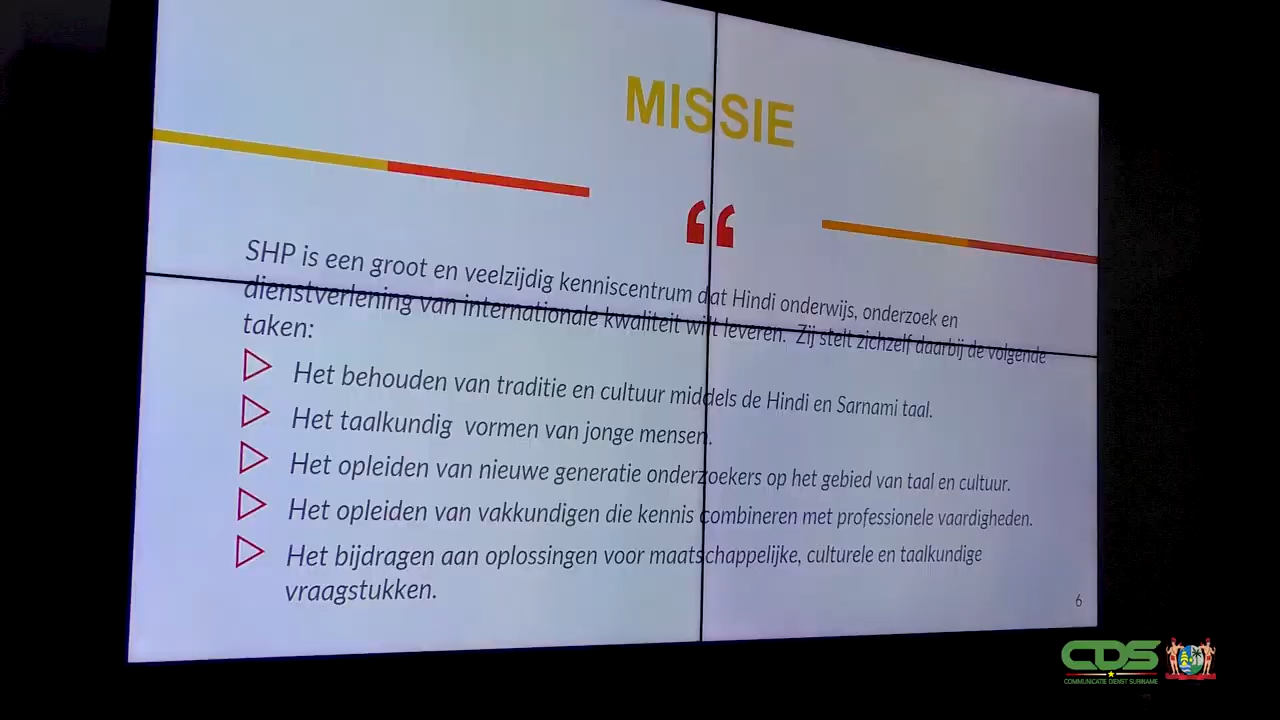 MISSIE
“
SHP is een groot en veelzijdig kenniscentrum dat Hindi onderwijs, onderzoek en
dienstverlening van internationale kwaliteit wilt leveren. Zij stelt zichzelf daarbij de volgende
taken:
Het behouden van traditie en cultuur middels de Hindi en Sarnami taal.
Het taalkundig vormen van jonge mensen.
Het opleiden van nieuwe generatie onderzoekers op het gebied van taal en cultuur.
Het opleiden van vakkundigen die kennis combineren met professionele vaardigheden.
Het bijdragen aan oplossingen voor maatschappelijke, culturele en taalkundige
vraagstukken.
6
CDS
COMMUNICATIE DIENST SURINAME